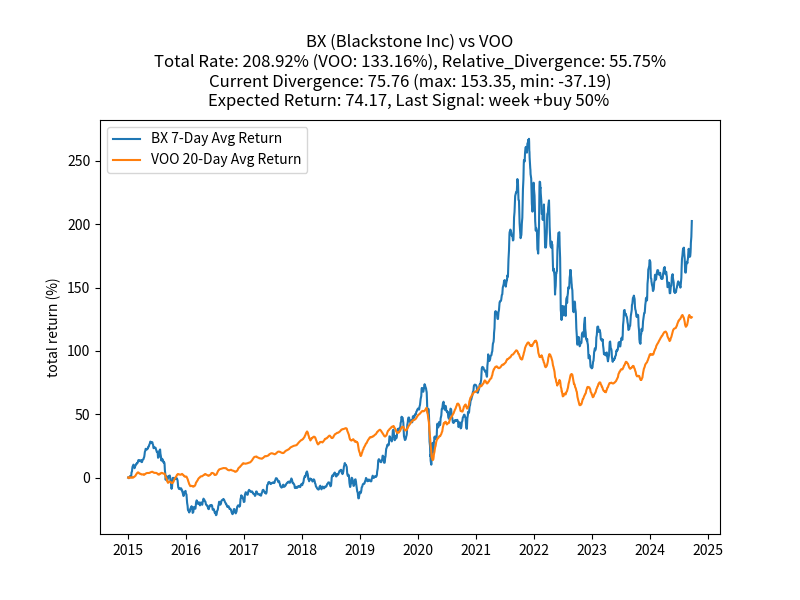 BX (Blackstone Inc) vs VOO
Total Rate: 208.92% (VOO: 133.16%), Relative_Divergence: 55.75%
Current Divergence: 75.76 (max: 153.35, min: -37.19)
Expected Return: 74.17, Last Signal: week +buy 50%
BX 7-Day Avg Return
VOO 20-Day Avg Return
total return (%)
250
200
150
100
50
0
2015 2016 2017 2018 2019 2020 2021 2022 2023 2024 2025